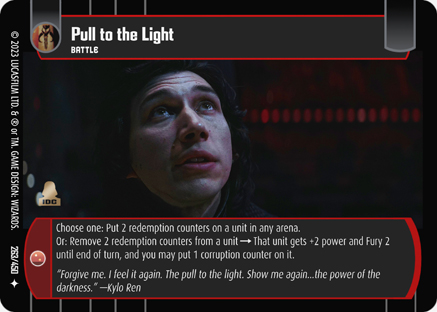 Pull to the Light
BATTLE
Choose one: Put 2 redemption counters on a unit in any arena.
Or: Remove 2 redemption counters from a unit → That unit gets +2 power and Fury 2
until end of turn, and you may put 1 corruption counter on it.
"Forgive me. I feel it again. The pull to the light. Show me again...the power of the
darkness." —Kylo Ren
© 2023 LUCASFILM LTD. & ® or TM. GAME DESIGN: WIZARDS.
IDC